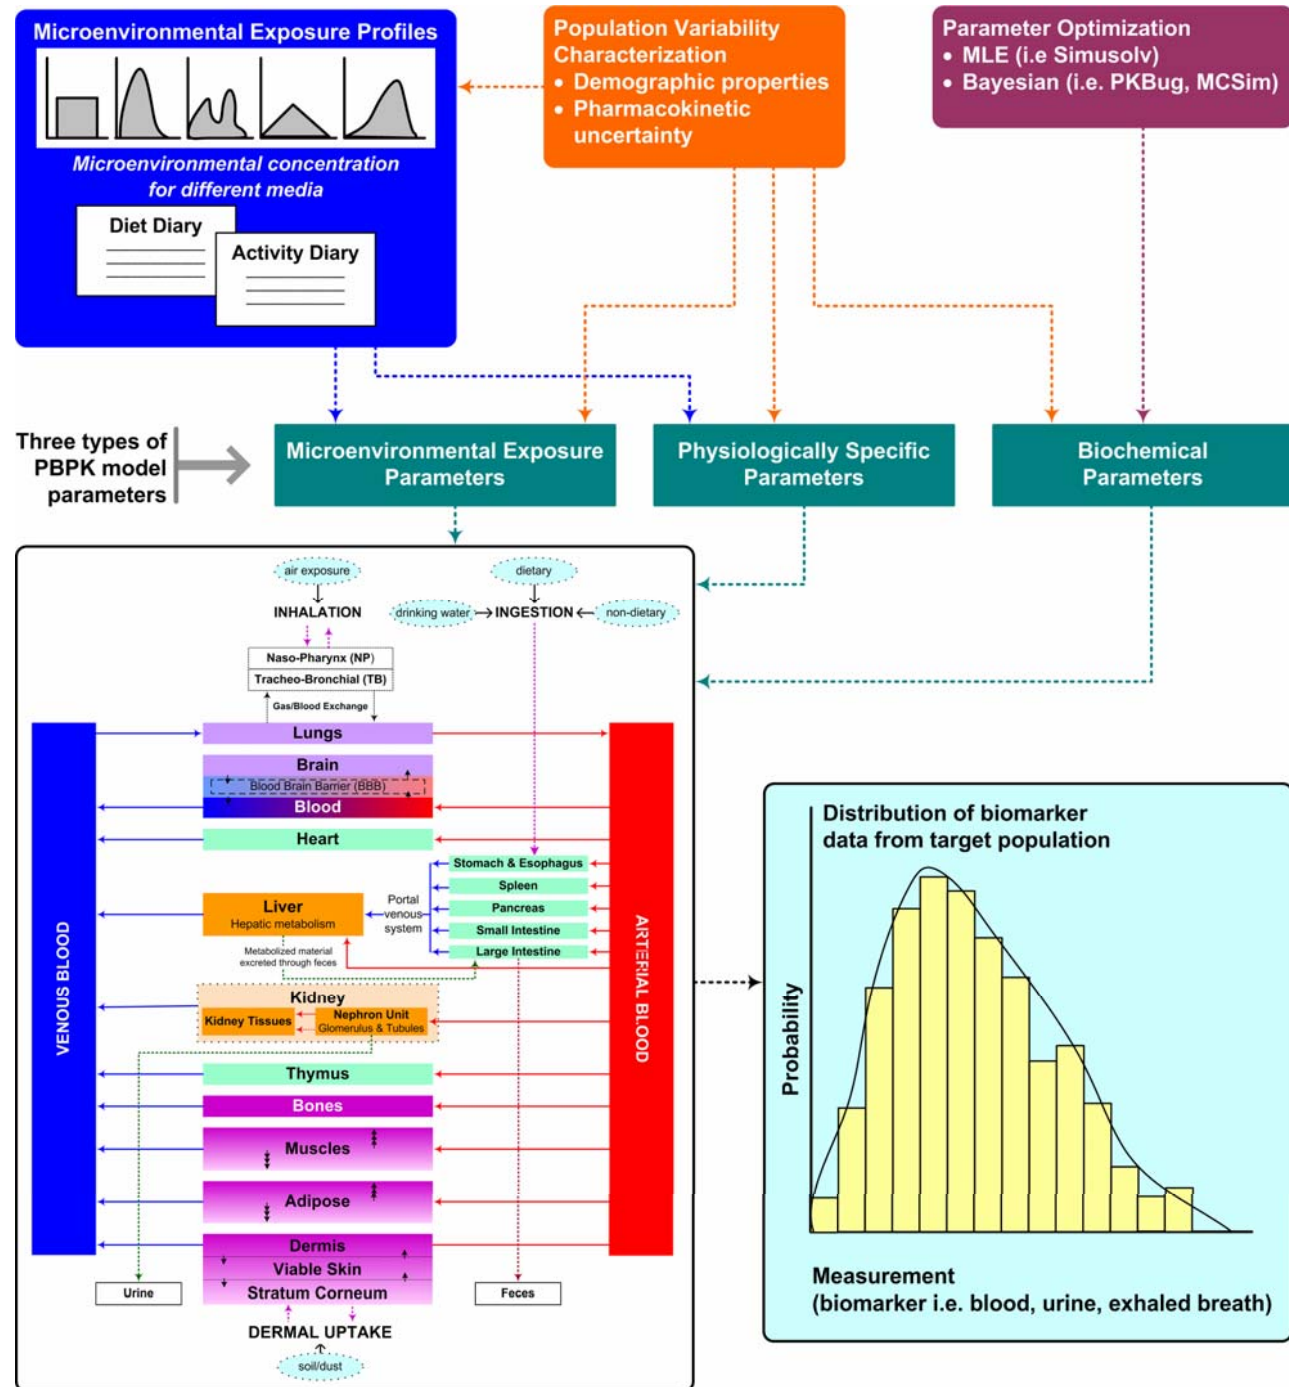 Microenvironmental Exposure Profiles
Microenvironmental concentration
for different media
Diet Diary
Activity Diary
Population Variability
Characterization
• Demographic properties
• Pharmacokinetic
uncertainty
Parameter Optimization
• MLE (i.e Simusolv)
• Bayesian (i.e. PKBug, MCSim)
Three types of
PBPK model
parameters
Microenvironmental Exposure
Parameters
Physiologically Specific
Parameters
Biochemical
Parameters
air exposure
INHALATION
dietary
drinking water
INGESTION
non-dietary
Naso-Pharynx (NP)
Tracheo-Bronchial (TB)
Gas/Blood Exchange
VENOUS BLOOD
ARTERIAL BLOOD
Lungs
Brain
Blood Brain Barrier (BBB)
Blood
Heart
Stomach & Esophagus
Spleen
Pancreas
Small Intestine
Large Intestine
Portal
venous
system
Liver
Hepatic metabolism
Metabolized material
excreted through feces
Kidney
Kidney Tissues
Nephron Unit
Glomerulus & Tubules
Thymus
Bones
Muscles
Adipose
Dermis
Viable Skin
Stratum Corneum
Urine
Feces
DERMAL UPTAKE
soil/dust
Distribution of biomarker
data from target population
Probability
Measurement
(biomarker i.e. blood, urine, exhaled breath)